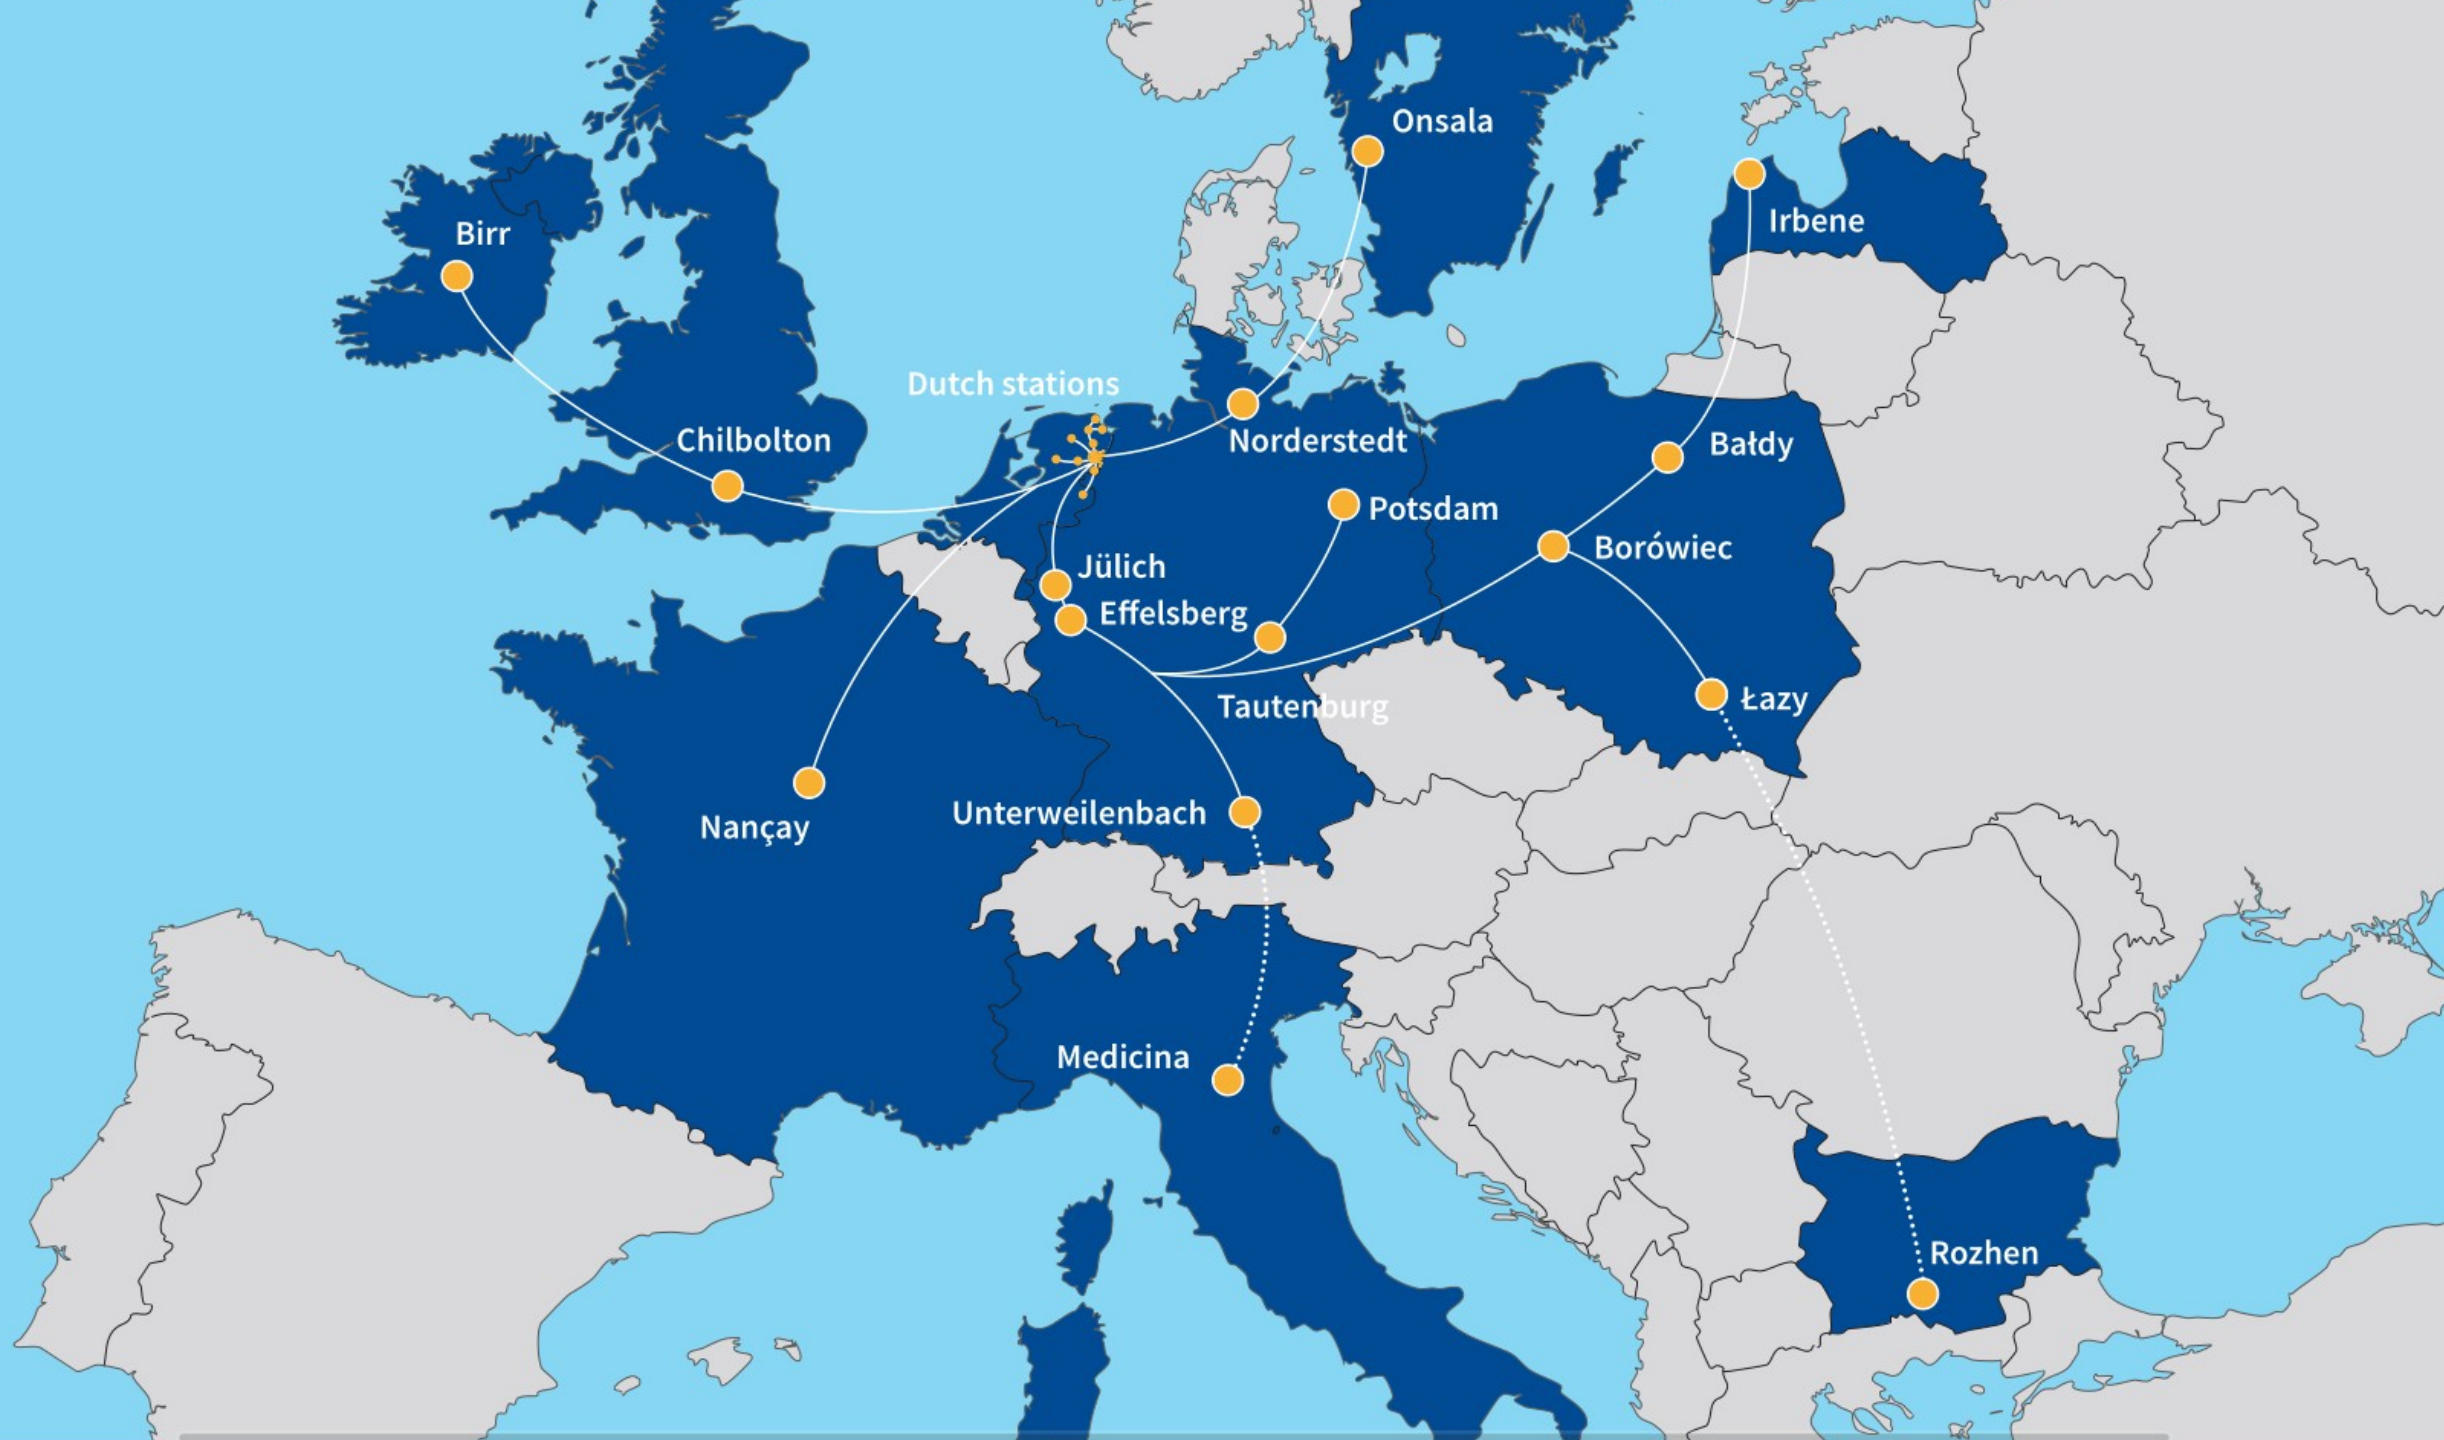 Onsala
Irbene
Birr
Dutch stations
Chilbolton
Norderstedt
Bałdy
Potsdam
Borówiec
Jülich
Effelsberg
Łazy
Tautenburg
Unterweilenbach
Nançay
Medicina
Rozhen